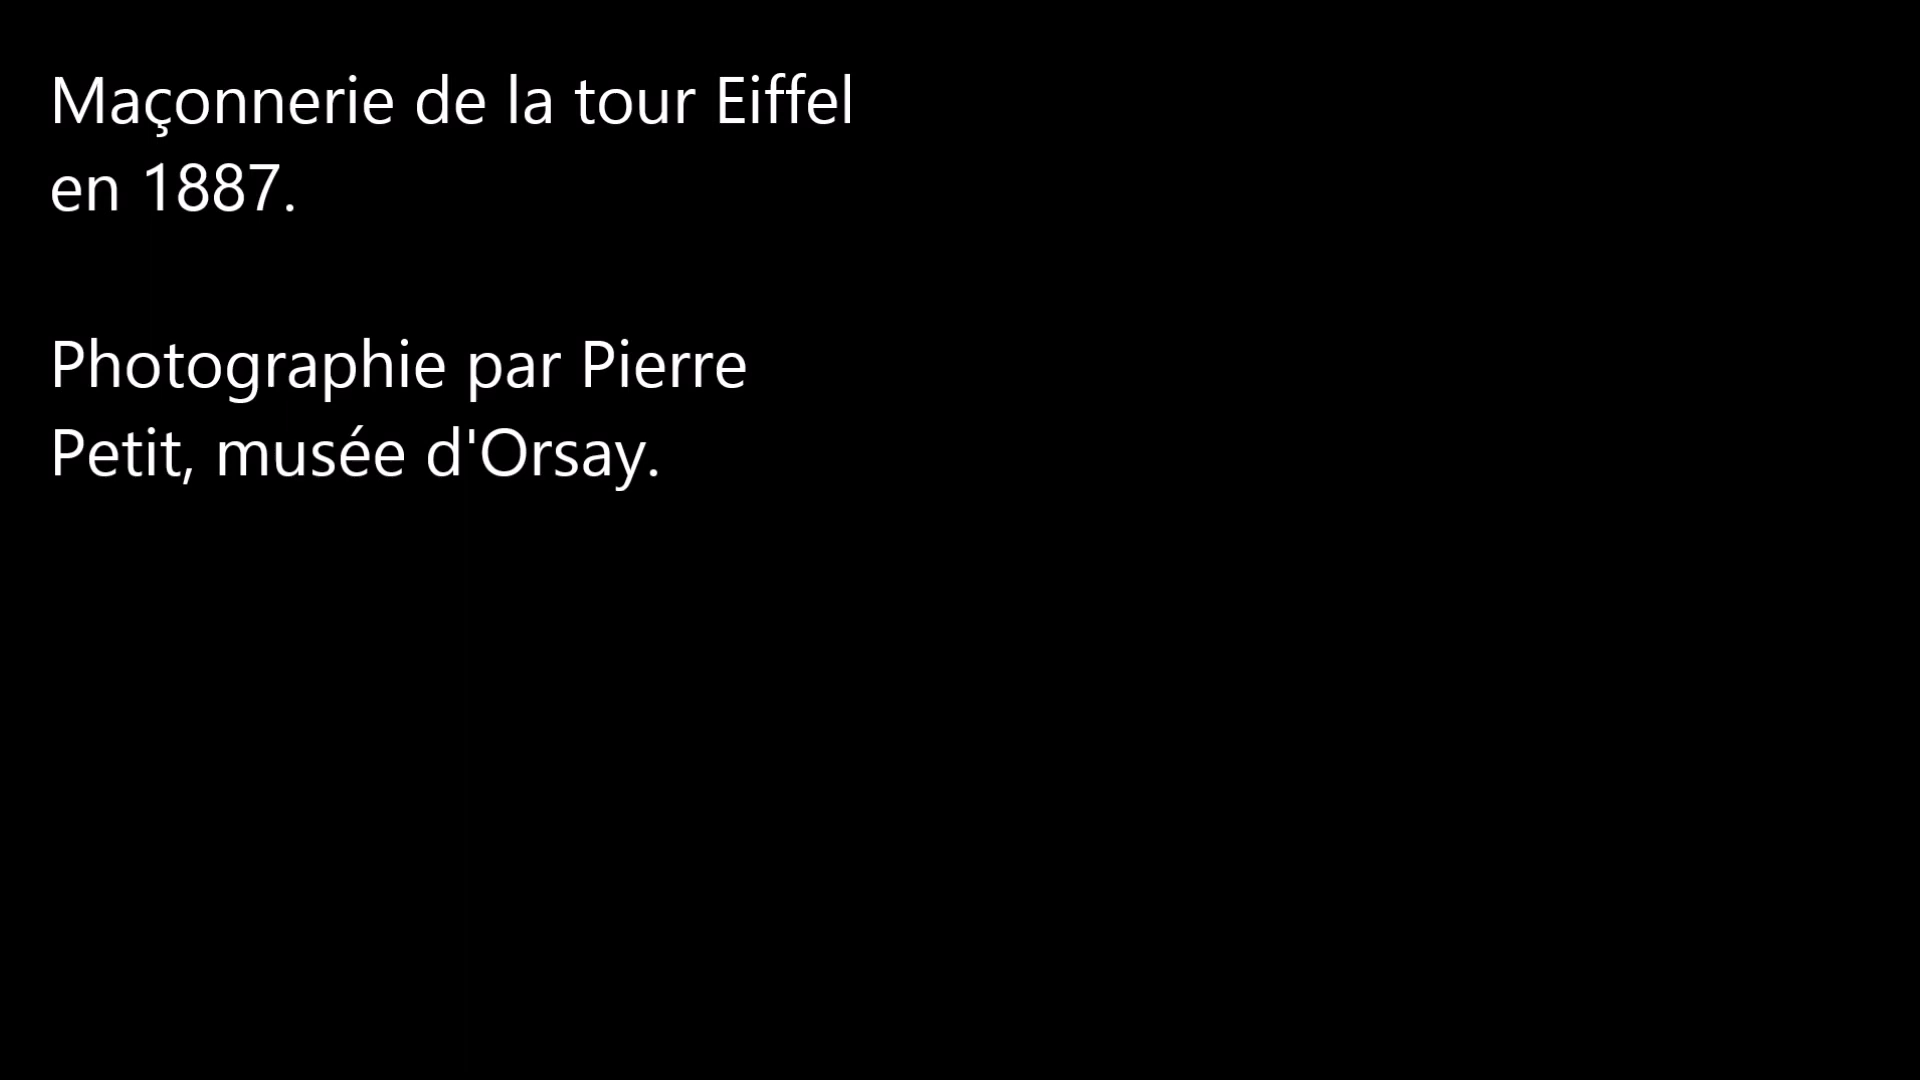 Maçonnerie de la tour Eiffel
en 1887.
Photographie par Pierre
Petit, musée d'Orsay.